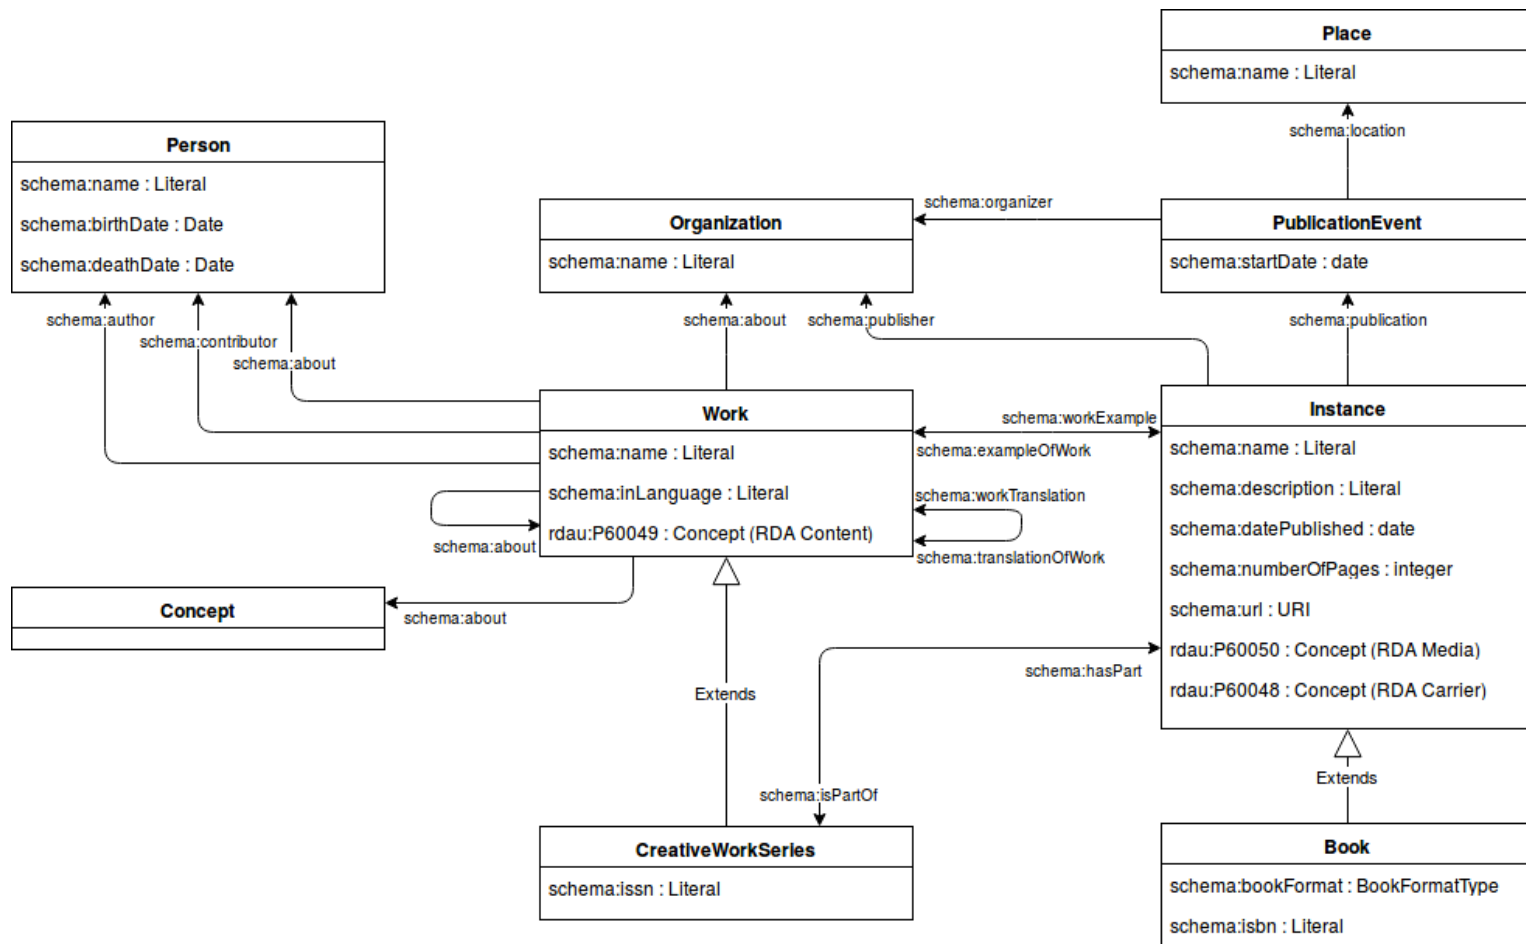 Place
schema:name : Literal
schema:location
Person
schema:name : Literal
schema:birthDate : Date
schema:deathDate : Date
schema:organizer
Organization
schema:name : Literal
PublicationEvent
schema:startDate : date
schema:author
schema:contributor
schema:about
schema:about
schema:publisher
schema:publication
Work
schema:name : Literal
schema:inLanguage : Literal
rdau:P60049 : Concept (RDA Content)
schema:workExample
schema:exampleOfWork
schema:workTranslation
schema:translationOfWork
schema:about
Instance
schema:name : Literal
schema:description : Literal
schema:datePublished : date
schema:numberOfPages : integer
schema:url : URI
rdau:P60050 : Concept (RDA Media)
rdau:P60048 : Concept (RDA Carrier)
Concept
schema:about
schema:hasPart
Extends
schema:isPartOf
Extends
CreativeWorkSeries
schema:issn : Literal
Book
schema:bookFormat : BookFormatType
schema:isbn : Literal